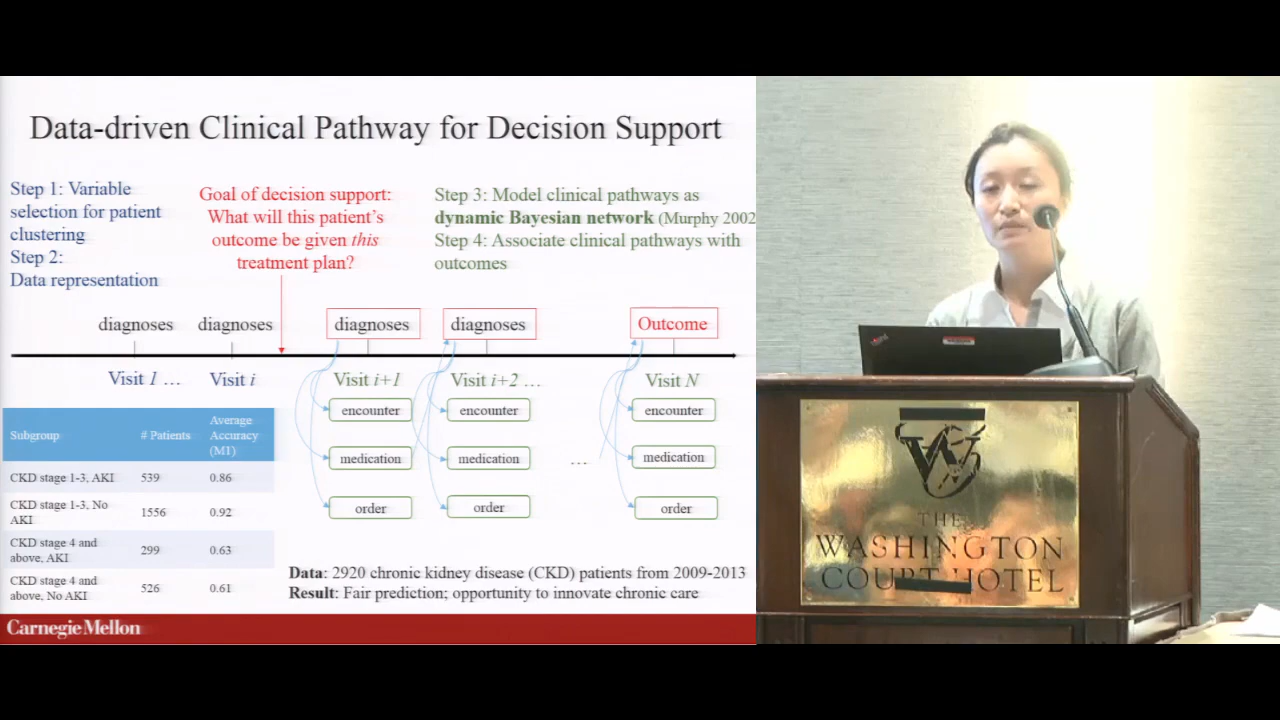 Data-driven Clinical Pathway for Decision Support
Step 1: Variable
selection for patient
clustering
Step 2:
Data representation
Goal of decision support:
What will this patient's
outcome be given this
treatment plan?
Step 3: Model clinical pathways as
dynamic Bayesian network (Murphy 2002
Step 4: Associate clinical pathways with
outcomes
diagnoses diagnoses diagnoses diagnoses Outcome
Visit 1 ... Visit i Visit i+1 Visit i+2 ... Visit N
encounter encounter encounter
medication medication ... medication
order order order
Subgroup # Patients Average
Accuracy
(M1)
CKD stage 1-3, AKI 539 0.86
CKD stage 1-3, No
AKI 1556 0.92
CKD stage 4 and
above, AKI 299 0.63
CKD stage 4 and
above, No AKI 526 0.61
Data: 2920 chronic kidney disease (CKD) patients from 2009-2013
Result: Fair prediction; opportunity to innovate chronic care
Carnegie Mellon
W
THE
WASHINGTON
COURT HOTEL